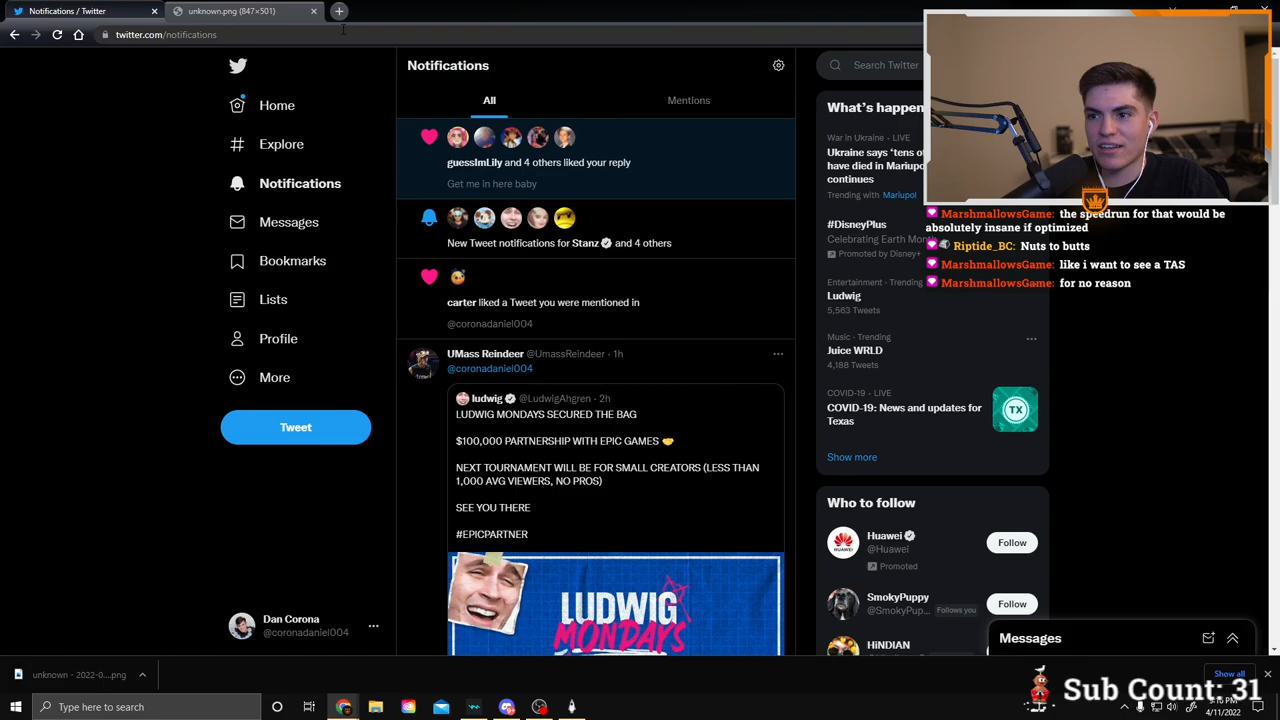 Notifications / Twitter
unknown.png (847×501)
twitter.com/notifications
Home
Explore
Notifications
Messages
Bookmarks
Lists
Profile
More
Tweet
Dan Corona
@coronadaniel004
Notifications
All
Mentions
guessImLily and 4 others liked your reply
Get me in here baby
New Tweet notifications for Stanz and 4 others
carter liked a Tweet you were mentioned in
@coronadaniel004
UMass Reindeer @UmassReindeer · 1h
@coronadaniel004
ludwig @LudwigAhgren · 2h
LUDWIG MONDAYS SECURED THE BAG
$100,000 PARTNERSHIP WITH EPIC GAMES 🤝
NEXT TOURNAMENT WILL BE FOR SMALL CREATORS (LESS THAN
1,000 AVG VIEWERS, NO PROS)
SEE YOU THERE
#EPICPARTNER
LUDWIG
MONDAYS
Search Twitter
What's happen
War in Ukraine · LIVE
Ukraine says 'tens of
have died in Mariupol
continues
Trending with Mariupol
#DisneyPlus
Celebrating Earth Mon
Promoted by Disney+
Entertainment · Trending
Ludwig
5,563 Tweets
Music · Trending
Juice WRLD
4,188 Tweets
COVID-19 · LIVE
COVID-19: News and updates for
Texas
TX
Show more
Who to follow
Huawei
@Huawei
Promoted
Follow
SmokyPuppy
@SmokyPup... Follows you
Follow
HiNDIAN
Messages
MarshmallowsGame: the speedrun for that would be
absolutely insane if optimized
Riptide_BC: Nuts to butts
MarshmallowsGame: like i want to see a TAS
MarshmallowsGame: for no reason
unknown - 2022-0....png
Show all
Sub Count: 31
Type here to search
4/11/2022